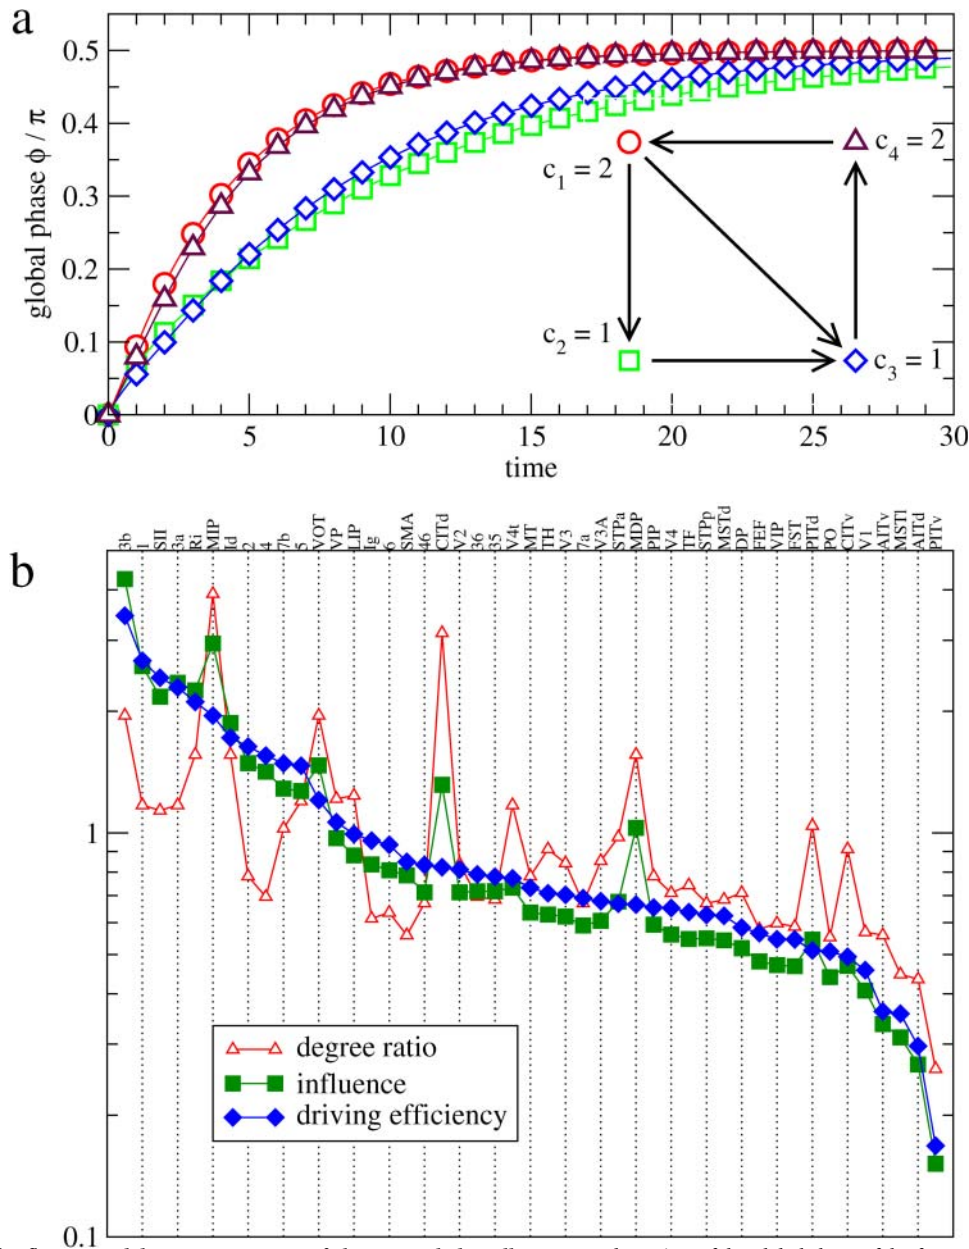 a
global phase ϕ / π
0.5
0.4
0.3
0.2
0.1
0
c1 = 2
c4 = 2
c2 = 1
c3 = 1
0 5 10 15 20 25 30
time
b
3b 1 SII 3a Ri MIP Id 2 4 7b 5 VOT VP LIP Ig 6 SMA 46 CITd V2 36 35 V4t MT TH V3 7a V3A STPa MDP PIP V4 TF STPp MSTd DP FEF VIP FST PITd PO CITv V1 AITv MSTl AITd PITv
1
degree ratio
influence
driving efficiency
0.1